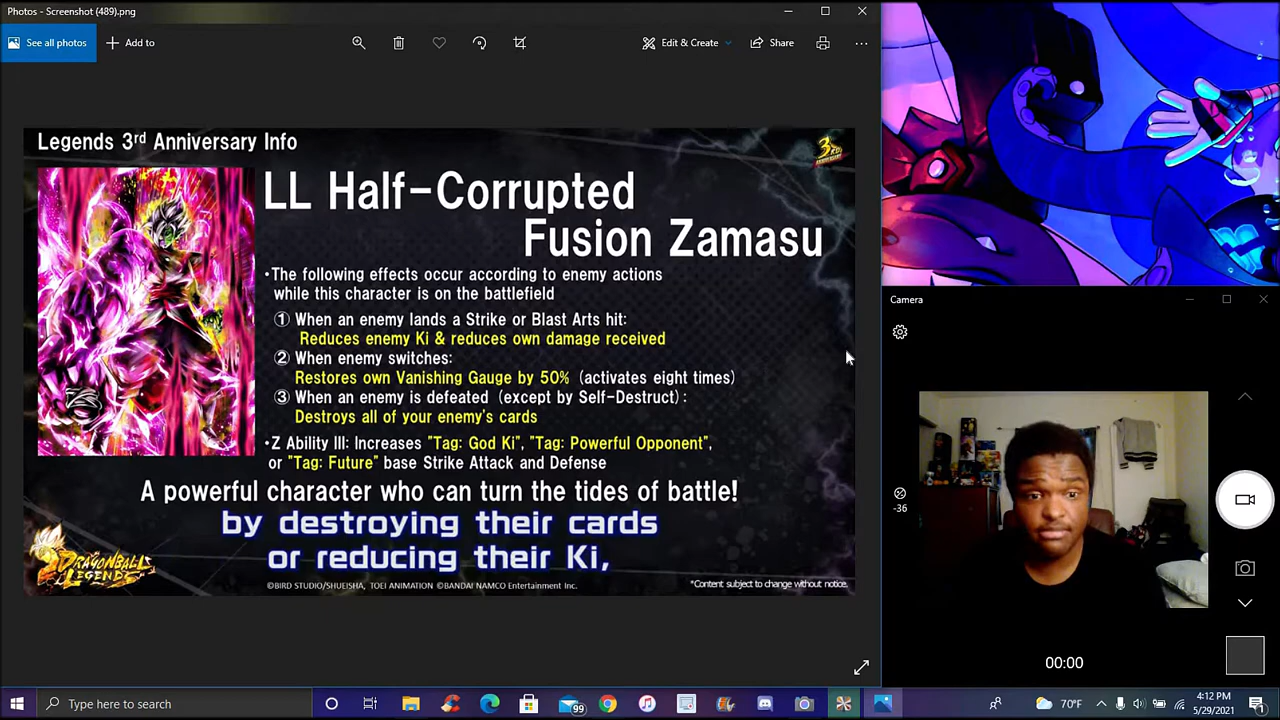 Photos - Screenshot (489).png
See all photos
Add to
Edit & Create
Share
Legends 3rd Anniversary Info
3RD
ANNIVERSARY
LL Half-Corrupted
Fusion Zamasu
・The following effects occur according to enemy actions
while this character is on the battlefield
① When an enemy lands a Strike or Blast Arts hit:
Reduces enemy Ki & reduces own damage received
② When enemy switches:
Restores own Vanishing Gauge by 50% (activates eight times)
③ When an enemy is defeated (except by Self-Destruct):
Destroys all of your enemy's cards
・Z Ability III: Increases "Tag: God Ki", "Tag: Powerful Opponent",
or "Tag: Future" base Strike Attack and Defense
A powerful character who can turn the tides of battle!
by destroying their cards
or reducing their Ki,
DRAGONBALL
LEGENDS
©BIRD STUDIO/SHUEISHA, TOEI ANIMATION ©BANDAI NAMCO Entertainment Inc.
*Content subject to change without notice.
Camera
-36
00:00
Type here to search
99
70°F
4:12 PM
5/29/2021
1